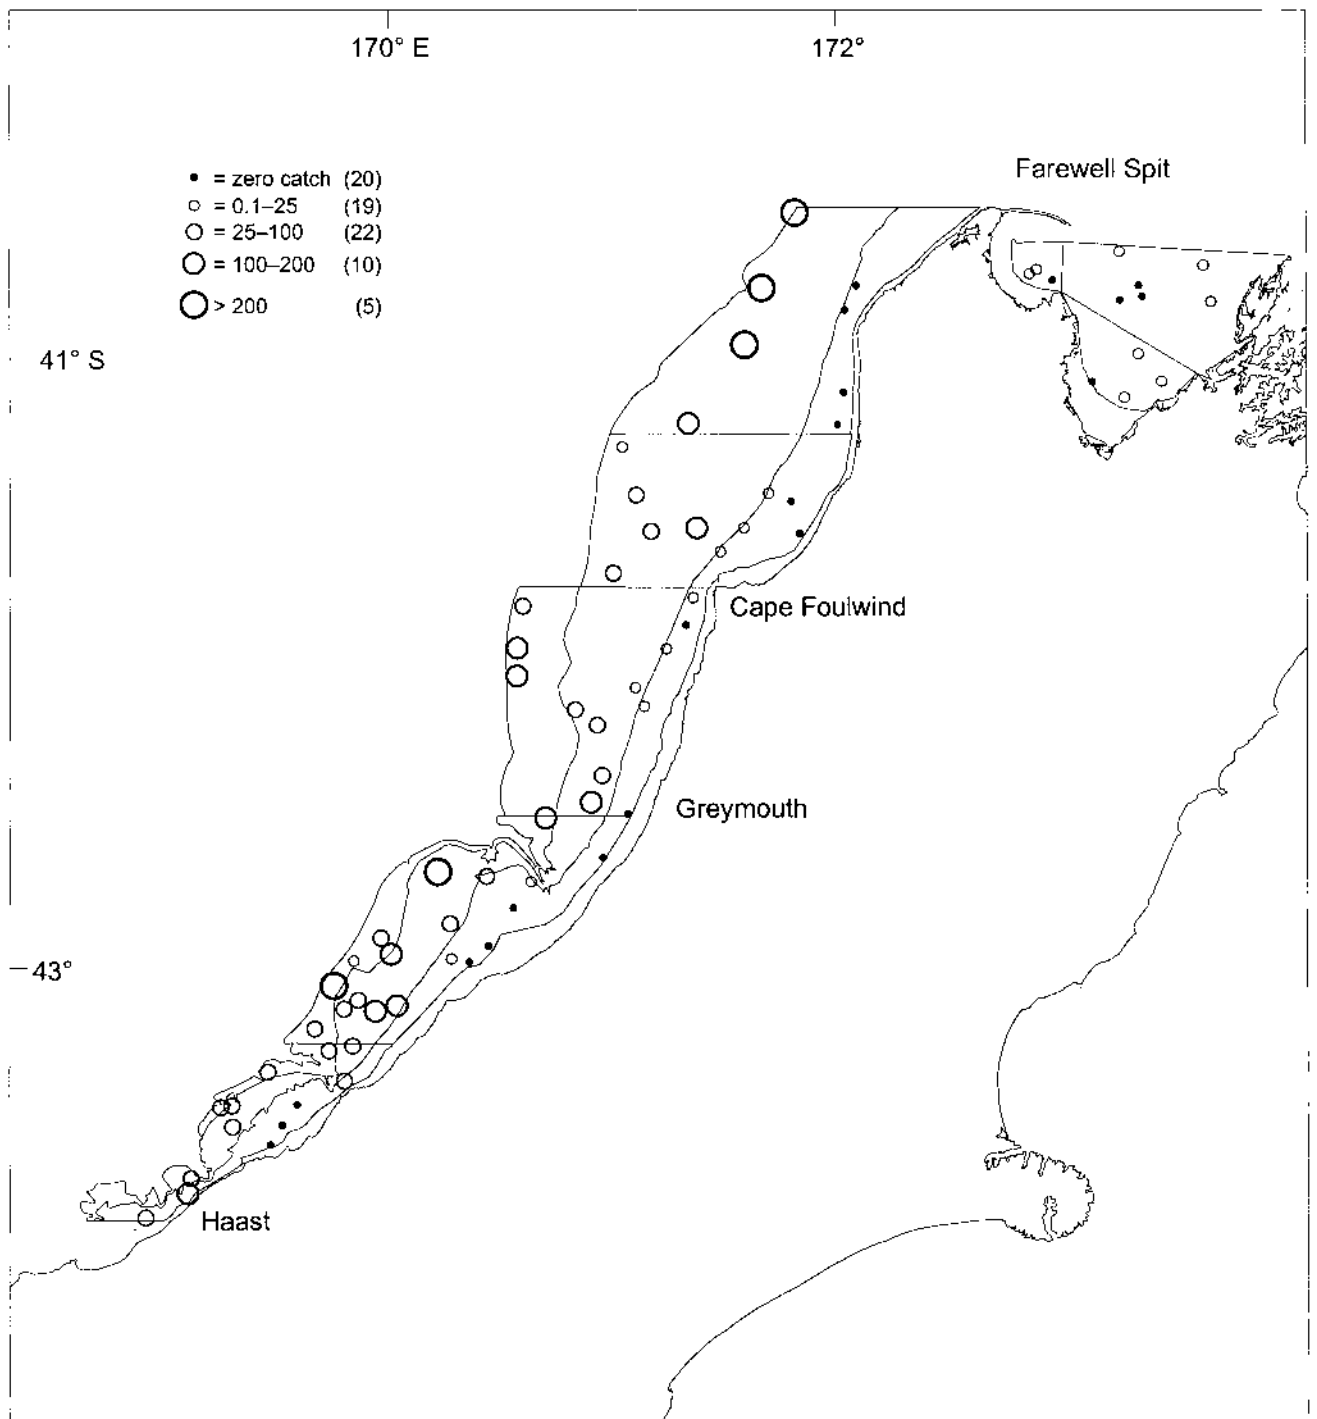 170° E
172°
Farewell Spit
= zero catch (20)
= 0.1–25 (19)
= 25–100 (22)
= 100–200 (10)
> 200 (5)
41° S
Cape Foulwind
Greymouth
43°
Haast